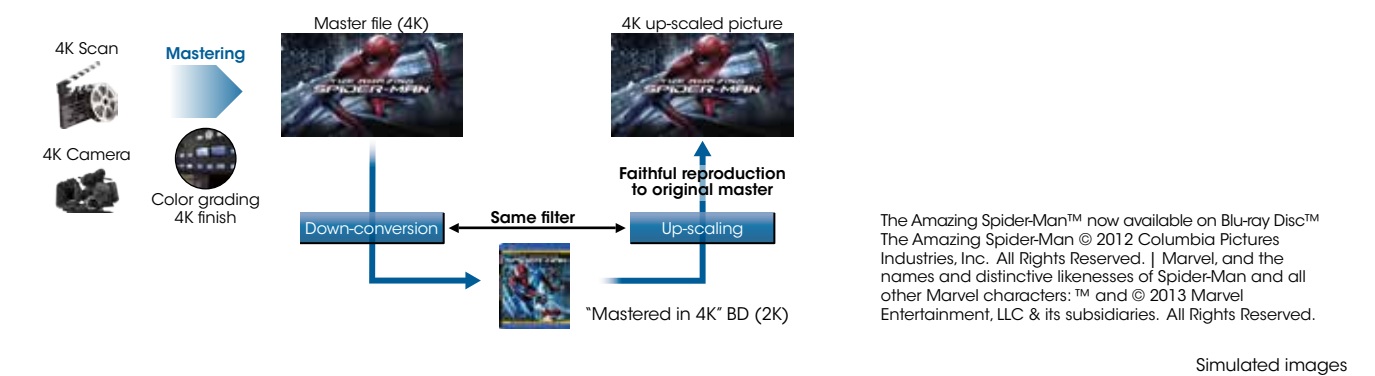 Master file (4K)
4K up-scaled picture
4K Scan
Mastering
THE AMAZING
SPIDER-MAN
THE AMAZING
SPIDER-MAN
4K Camera
Faithful reproduction
to original master
Color grading
4K finish
Same filter
Down-conversion
Up-scaling
SPIDER-MAN
"Mastered in 4K" BD (2K)
The Amazing Spider-Man™ now available on Blu-ray Disc™
The Amazing Spider-Man © 2012 Columbia Pictures
Industries, Inc. All Rights Reserved. | Marvel, and the
names and distinctive likenesses of Spider-Man and all
other Marvel characters: ™ and © 2013 Marvel
Entertainment, LLC & its subsidiaries. All Rights Reserved.
Simulated images